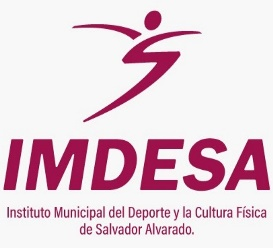 IMDESA
Instituto Municipal del Deporte y la Cultura Física
de Salvador Alvarado.